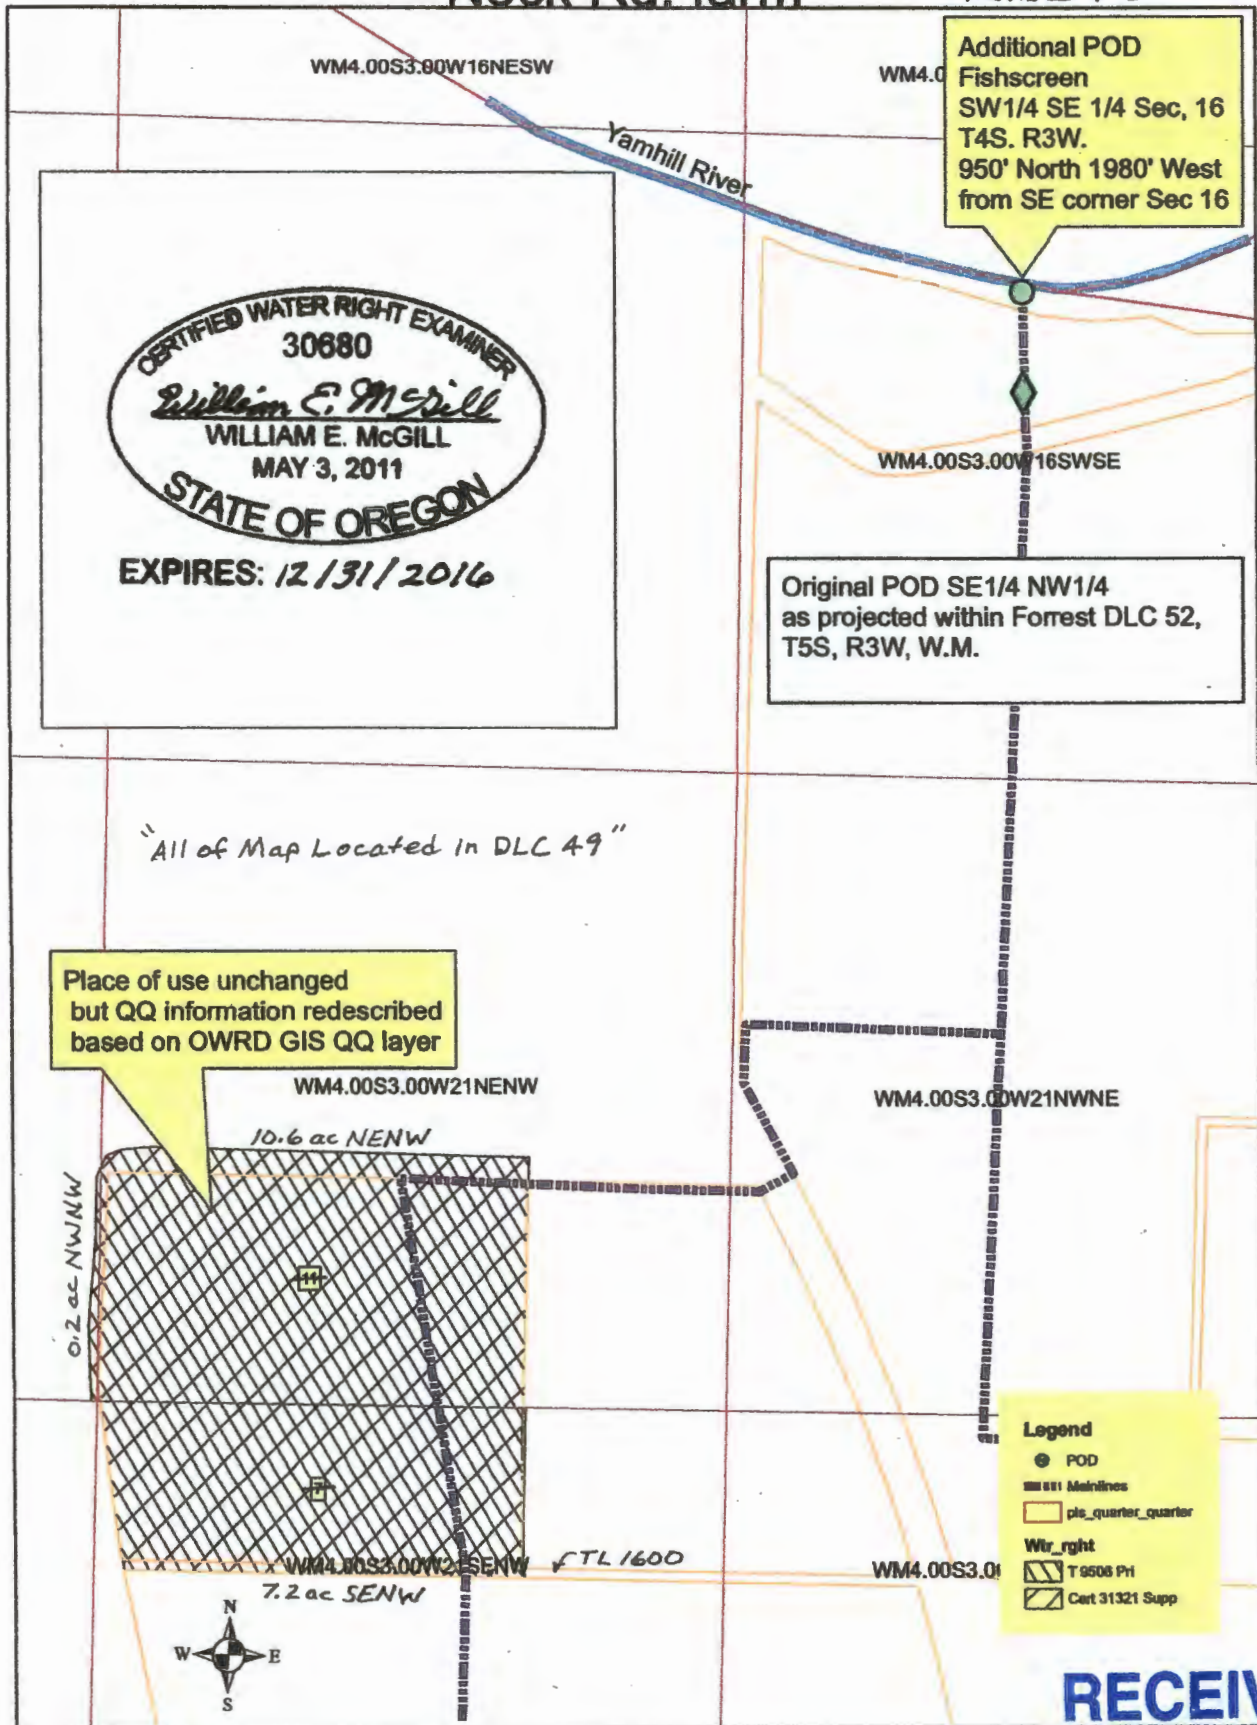 WM4.00S3.00W16NESW
Additional POD
Fishscreen
SW1/4 SE 1/4 Sec, 16
T4S. R3W.
950' North 1980' West
from SE corner Sec 16
Yamhill River
CERTIFIED WATER RIGHT EXAMINER
30680
William E. McGill
WILLIAM E. McGILL
MAY 3, 2011
STATE OF OREGON
EXPIRES: 12/31/2016
WM4.00S3.00W16SWSE
Original POD SE1/4 NW1/4
as projected within Forrest DLC 52,
T5S, R3W, W.M.
"All of Map Located in DLC 49"
Place of use unchanged
but QQ information redescribed
based on OWRD GIS QQ layer
WM4.00S3.00W21NENW
WM4.00S3.00W21NWNE
10.6 ac NENW
0.2 ac NWNW
11
7
WM4.00S3.00W21SENW
TL 1600
7.2 ac SENW
N
W E
S
Legend
POD
Mainlines
pls_quarter_quarter
Wtr_rght
T 9506 Pri
Cert 31321 Supp